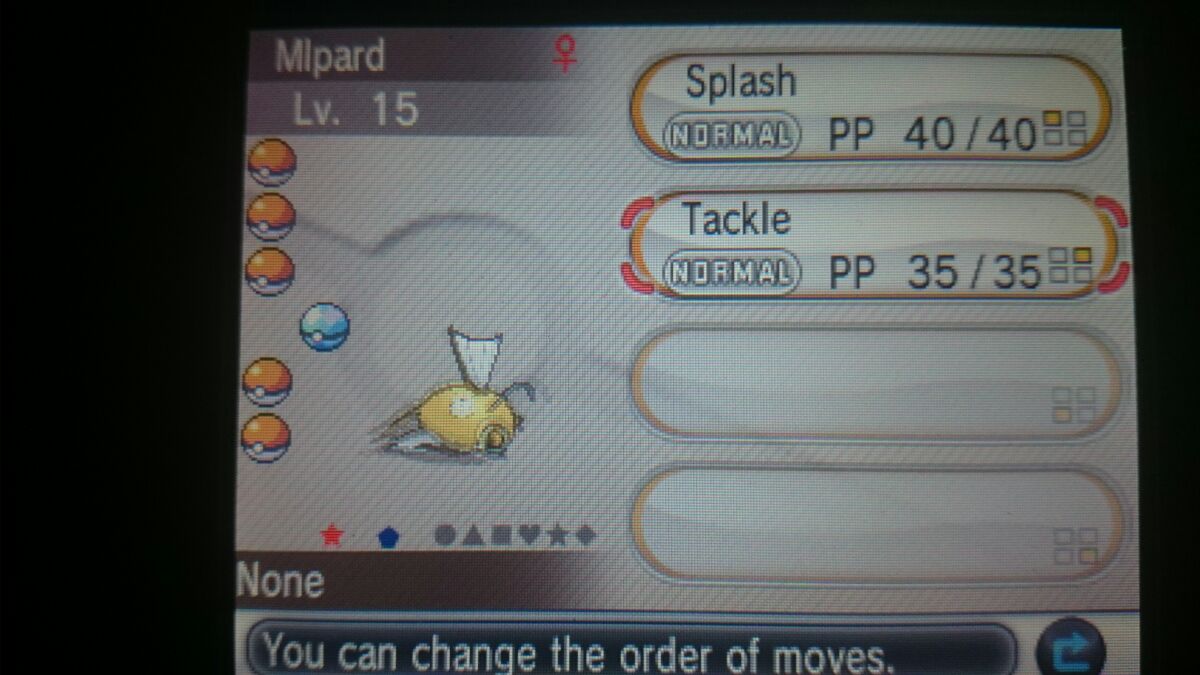 MIpard ♀
Lv. 15
Splash
NORMAL PP 40/40
Tackle
NORMAL PP 35/35
None
You can change the order of moves.